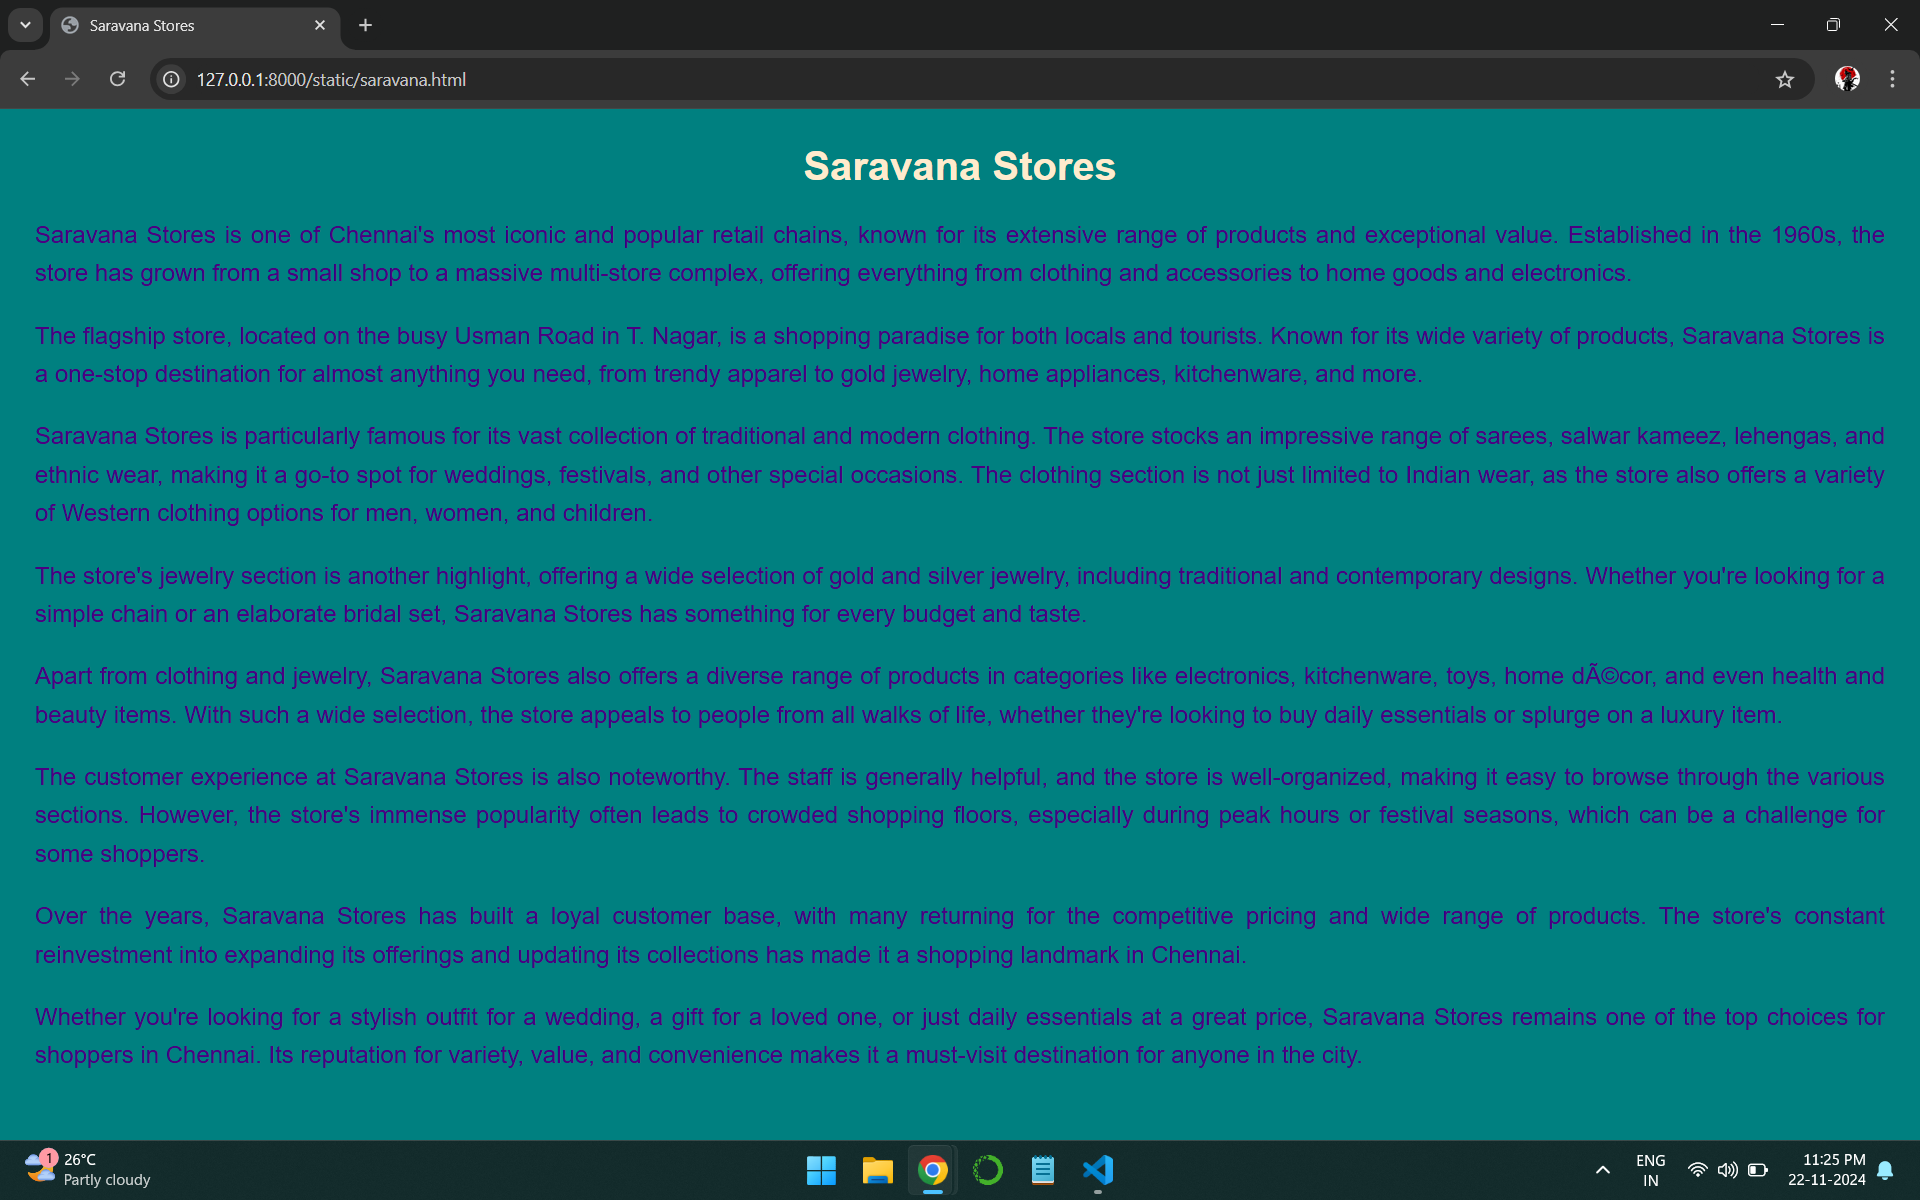 Saravana Stores
127.0.0.1:8000/static/saravana.html
Saravana Stores
Saravana Stores is one of Chennai's most iconic and popular retail chains, known for its extensive range of products and exceptional value. Established in the 1960s, the
store has grown from a small shop to a massive multi-store complex, offering everything from clothing and accessories to home goods and electronics.
The flagship store, located on the busy Usman Road in T. Nagar, is a shopping paradise for both locals and tourists. Known for its wide variety of products, Saravana Stores is
a one-stop destination for almost anything you need, from trendy apparel to gold jewelry, home appliances, kitchenware, and more.
Saravana Stores is particularly famous for its vast collection of traditional and modern clothing. The store stocks an impressive range of sarees, salwar kameez, lehengas, and
ethnic wear, making it a go-to spot for weddings, festivals, and other special occasions. The clothing section is not just limited to Indian wear, as the store also offers a variety
of Western clothing options for men, women, and children.
The store's jewelry section is another highlight, offering a wide selection of gold and silver jewelry, including traditional and contemporary designs. Whether you're looking for a
simple chain or an elaborate bridal set, Saravana Stores has something for every budget and taste.
Apart from clothing and jewelry, Saravana Stores also offers a diverse range of products in categories like electronics, kitchenware, toys, home dÃ©cor, and even health and
beauty items. With such a wide selection, the store appeals to people from all walks of life, whether they're looking to buy daily essentials or splurge on a luxury item.
The customer experience at Saravana Stores is also noteworthy. The staff is generally helpful, and the store is well-organized, making it easy to browse through the various
sections. However, the store's immense popularity often leads to crowded shopping floors, especially during peak hours or festival seasons, which can be a challenge for
some shoppers.
Over the years, Saravana Stores has built a loyal customer base, with many returning for the competitive pricing and wide range of products. The store's constant
reinvestment into expanding its offerings and updating its collections has made it a shopping landmark in Chennai.
Whether you're looking for a stylish outfit for a wedding, a gift for a loved one, or just daily essentials at a great price, Saravana Stores remains one of the top choices for
shoppers in Chennai. Its reputation for variety, value, and convenience makes it a must-visit destination for anyone in the city.
1
26°C
Partly cloudy
ENG
IN
11:25 PM
22-11-2024